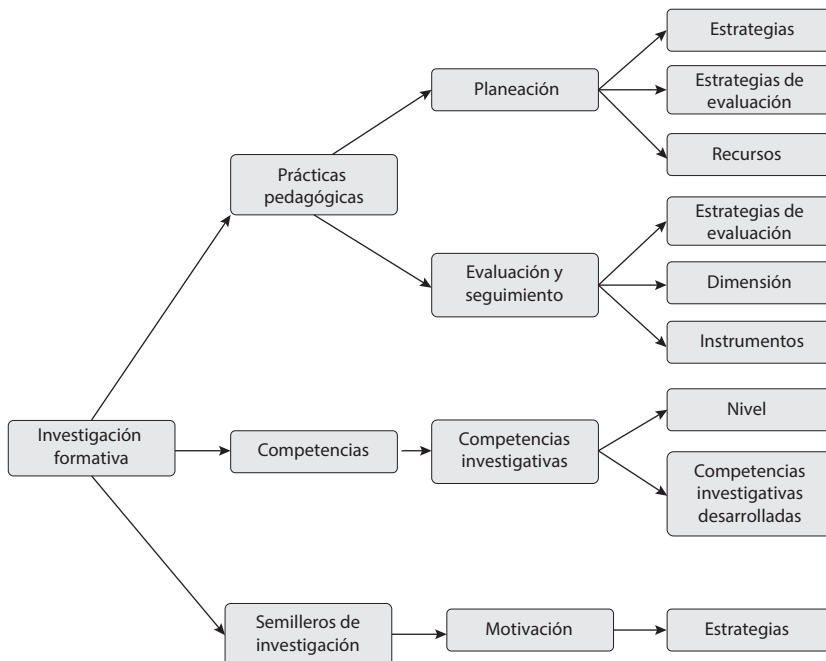 Estrategias
Planeación
Estrategias de
evaluación
Recursos
Prácticas
pedagógicas
Estrategias de
evaluación
Evaluación y
seguimiento
Dimensión
Instrumentos
Investigación
formativa
Competencias
Competencias
investigativas
Nivel
Competencias
investigativas
desarrolladas
Semilleros de
investigación
Motivación
Estrategias